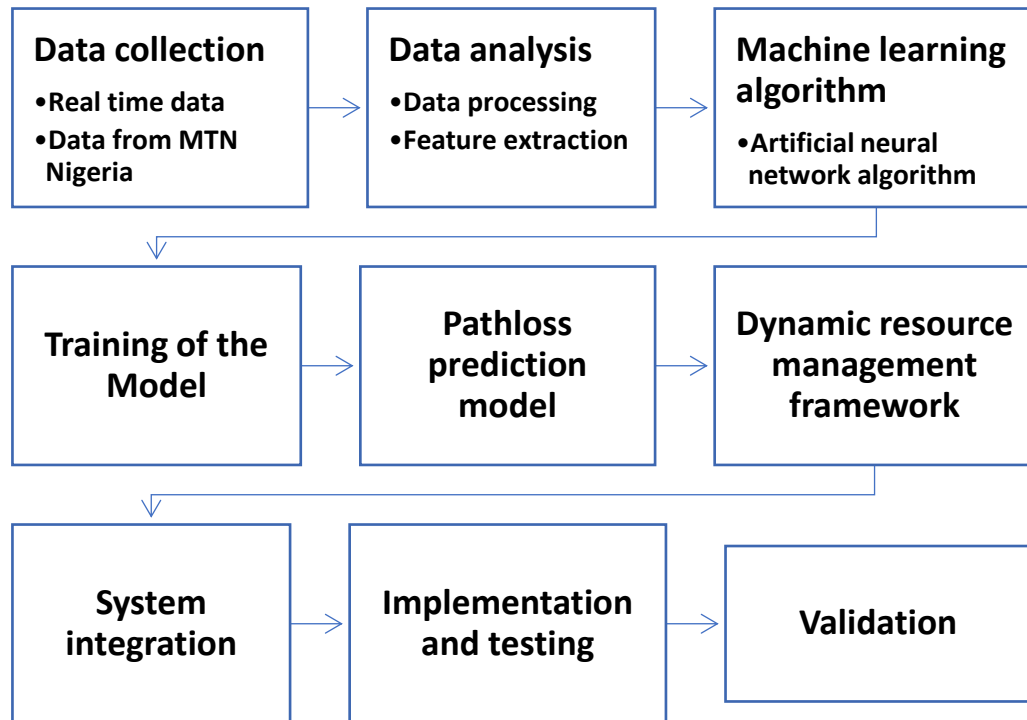 Data collection
•Real time data
•Data from MTN
Nigeria
Data analysis
•Data processing
•Feature extraction
Machine learning
algorithm
•Artificial neural
network algorithm
Training of the
Model
Pathloss
prediction
model
Dynamic resource
management
framework
System
integration
Implementation
and testing
Validation